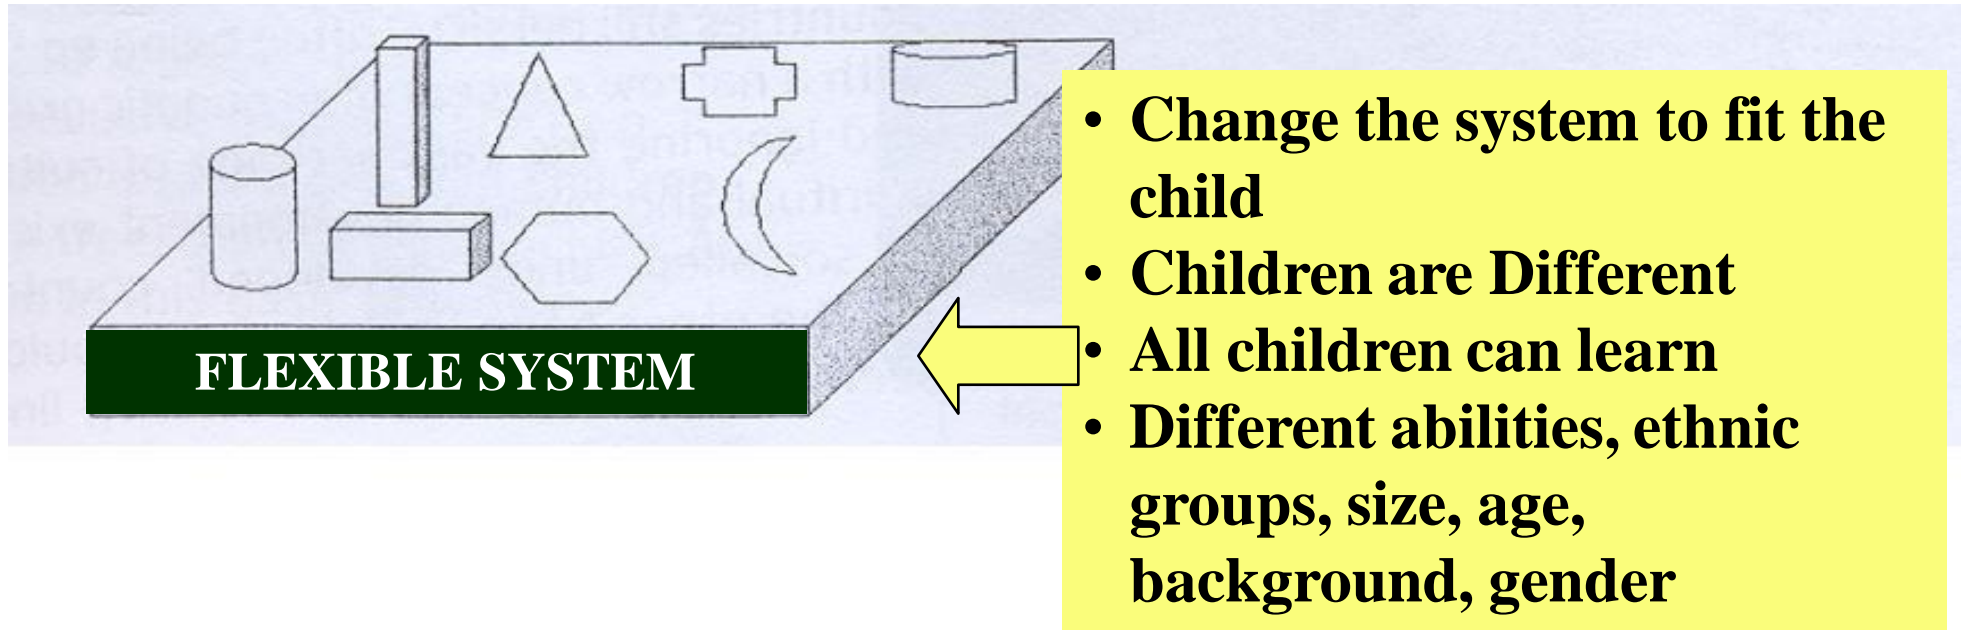 FLEXIBLE SYSTEM
• Change the system to fit the
child
• Children are Different
• All children can learn
• Different abilities, ethnic
groups, size, age,
background, gender